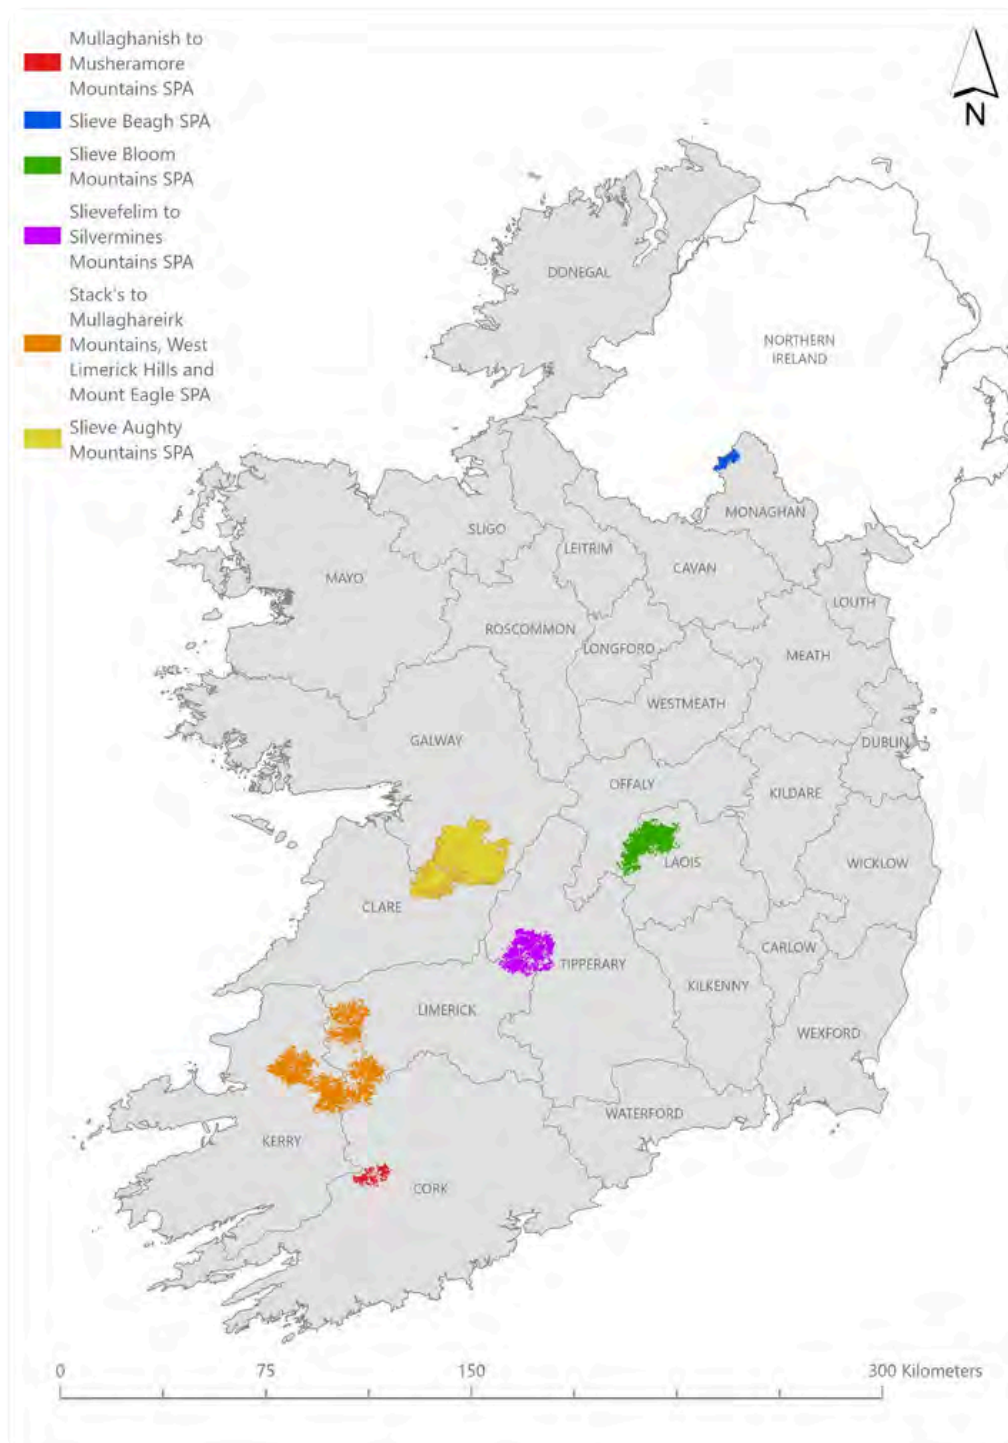 Mullaghanish to
Musheramore
Mountains SPA
Slieve Beagh SPA
Slieve Bloom
Mountains SPA
Slievefelim to
Silvermines
Mountains SPA
Stack's to
Mullaghareirk
Mountains, West
Limerick Hills and
Mount Eagle SPA
Slieve Aughty
Mountains SPA
N
DONEGAL
NORTHERN
IRELAND
MONAGHAN
SLIGO
LEITRIM
CAVAN
MAYO
LOUTH
ROSCOMMON
LONGFORD
MEATH
WESTMEATH
GALWAY
DUBLIN
OFFALY
KILDARE
LAOIS
WICKLOW
CLARE
CARLOW
TIPPERARY
KILKENNY
LIMERICK
WEXFORD
WATERFORD
KERRY
CORK
0 75 150 300 Kilometers